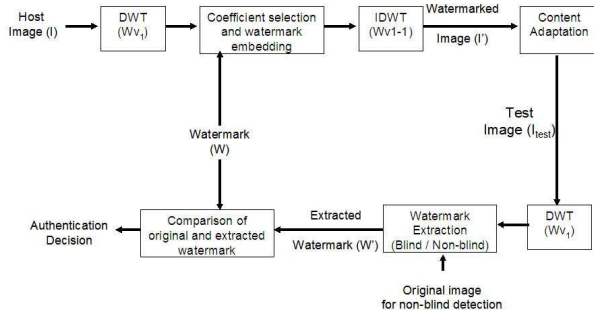 Host
Image (I)
DWT
(Wv₁)
Coefficient selection
and watermark
embedding
IDWT
(Wv1-1)
Watermarked
Image (I')
Content
Adaptation
Test
Image (Iₜₑₛₜ)
Watermark
(W)
Authentication
Decision
Comparison of
original and extracted
watermark
Extracted
Watermark (W')
Watermark
Extraction
(Blind / Non-blind)
DWT
(Wv₁)
Original image
for non-blind detection